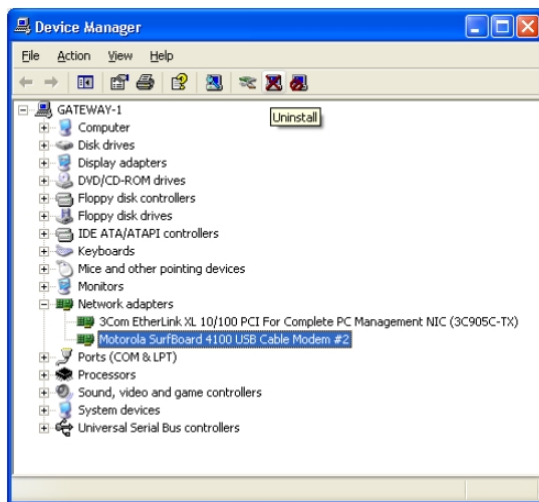 Device Manager
File Action View Help
Uninstall
GATEWAY-1
Computer
Disk drives
Display adapters
DVD/CD-ROM drives
Floppy disk controllers
Floppy disk drives
IDE ATA/ATAPI controllers
Keyboards
Mice and other pointing devices
Monitors
Network adapters
3Com EtherLink XL 10/100 PCI For Complete PC Management NIC (3C905C-TX)
Motorola SurfBoard 4100 USB Cable Modem #2
Ports (COM & LPT)
Processors
Sound, video and game controllers
System devices
Universal Serial Bus controllers